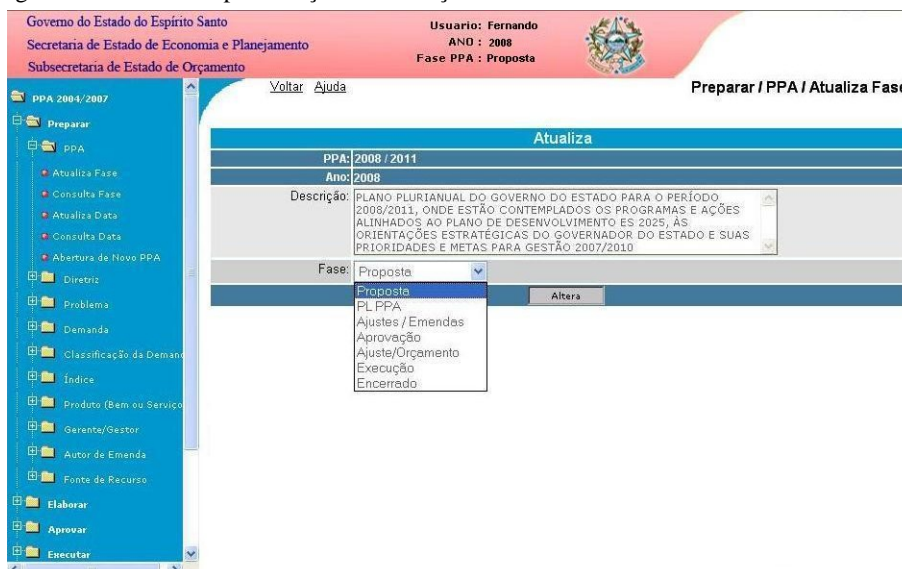 Governo do Estado do Espírito Santo
Secretaria de Estado de Economia e Planejamento
Subsecretaria de Estado de Orçamento
Usuario: Fernando
ANO : 2008
Fase PPA : Proposta
Voltar Ajuda
Preparar / PPA / Atualiza Fase
PPA 2004/2007
Preparar
PPA
Atualiza Fase
Consulta Fase
Atualiza Data
Consulta Data
Abertura de Novo PPA
Diretriz
Problema
Demanda
Classificação da Deman
Índice
Produto (Bem ou Serviço
Gerente/Gestor
Autor de Emenda
Fonte de Recurso
Elaborar
Aprovar
Executar
Atualiza
PPA: 2008 / 2011
Ano: 2008
Descrição: PLANO PLURIANUAL DO GOVERNO DO ESTADO PARA O PERÍODO
2008/2011, ONDE ESTÃO CONTEMPLADOS OS PROGRAMAS E AÇÕES
ALINHADOS AO PLANO DE DESENVOLVIMENTO ES 2025, ÀS
ORIENTAÇÕES ESTRATÉGICAS DO GOVERNADOR DO ESTADO E SUAS
PRIORIDADES E METAS PARA GESTÃO 2007/2010
Fase: Proposta
Altera
Proposta
PL PPA
Ajustes / Emendas
Aprovação
Ajuste/Orçamento
Execução
Encerrado